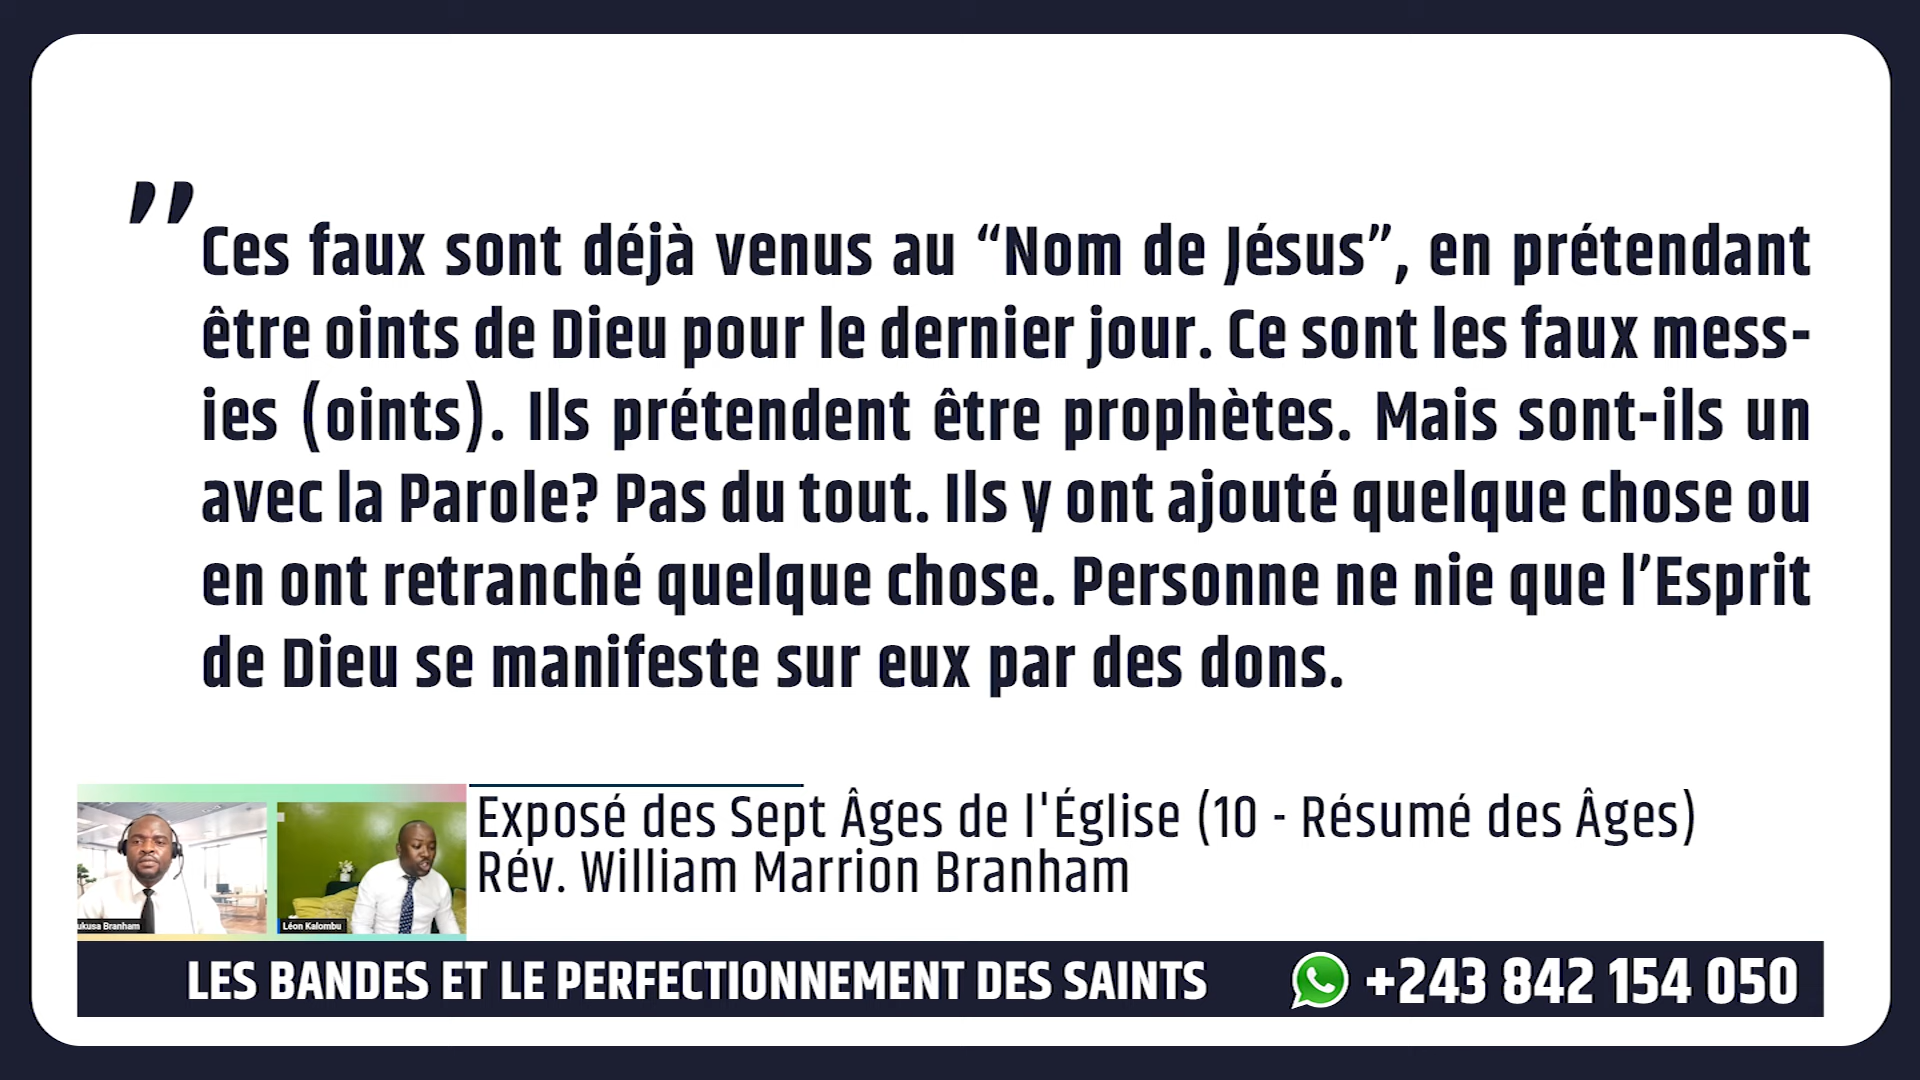 ”
Ces faux sont déjà venus au “Nom de Jésus”, en prétendant
être oints de Dieu pour le dernier jour. Ce sont les faux mess-
ies (oints). Ils prétendent être prophètes. Mais sont-ils un
avec la Parole? Pas du tout. Ils y ont ajouté quelque chose ou
en ont retranché quelque chose. Personne ne nie que l’Esprit
de Dieu se manifeste sur eux par des dons.
Exposé des Sept Âges de l'Église (10 - Résumé des Âges)
Rév. William Marrion Branham
ukusa Branham
Léon Kalombu
LES BANDES ET LE PERFECTIONNEMENT DES SAINTS
+243 842 154 050